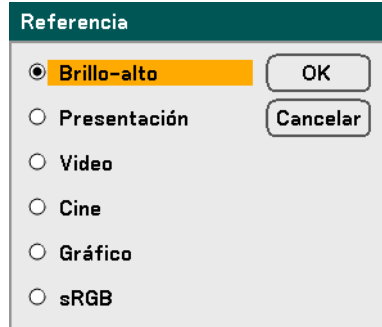 Referencia
Brillo-alto OK
Presentación Cancelar
Video
Cine
Gráfico
sRGB